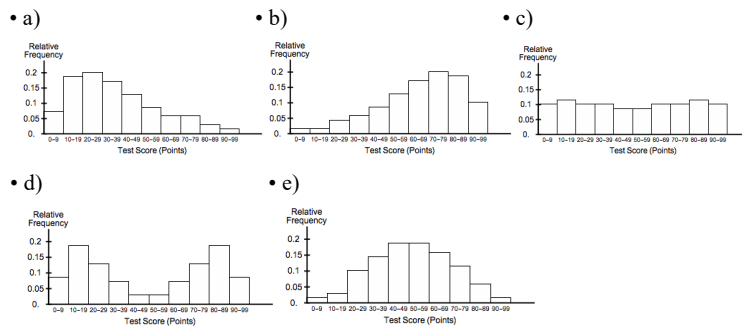 • a)
Relative
Frequency
0.2
0.15
0.1
0.05
0.
0–9 10–19 20–29 30–39 40–49 50–59 60–69 70–79 80–89 90–99
Test Score (Points)
• b)
Relative
Frequency
0.2
0.15
0.1
0.05
0.
0–9 10–19 20–29 30–39 40–49 50–59 60–69 70–79 80–89 90–99
Test Score (Points)
• c)
Relative
Frequency
0.2
0.15
0.1
0.05
0.
0–9 10–19 20–29 30–39 40–49 50–59 60–69 70–79 80–89 90–99
Test Score (Points)
• d)
Relative
Frequency
0.2
0.15
0.1
0.05
0.
0–9 10–19 20–29 30–39 40–49 50–59 60–69 70–79 80–89 90–99
Test Score (Points)
• e)
Relative
Frequency
0.2
0.15
0.1
0.05
0.
0–9 10–19 20–29 30–39 40–49 50–59 60–69 70–79 80–89 90–99
Test Score (Points)